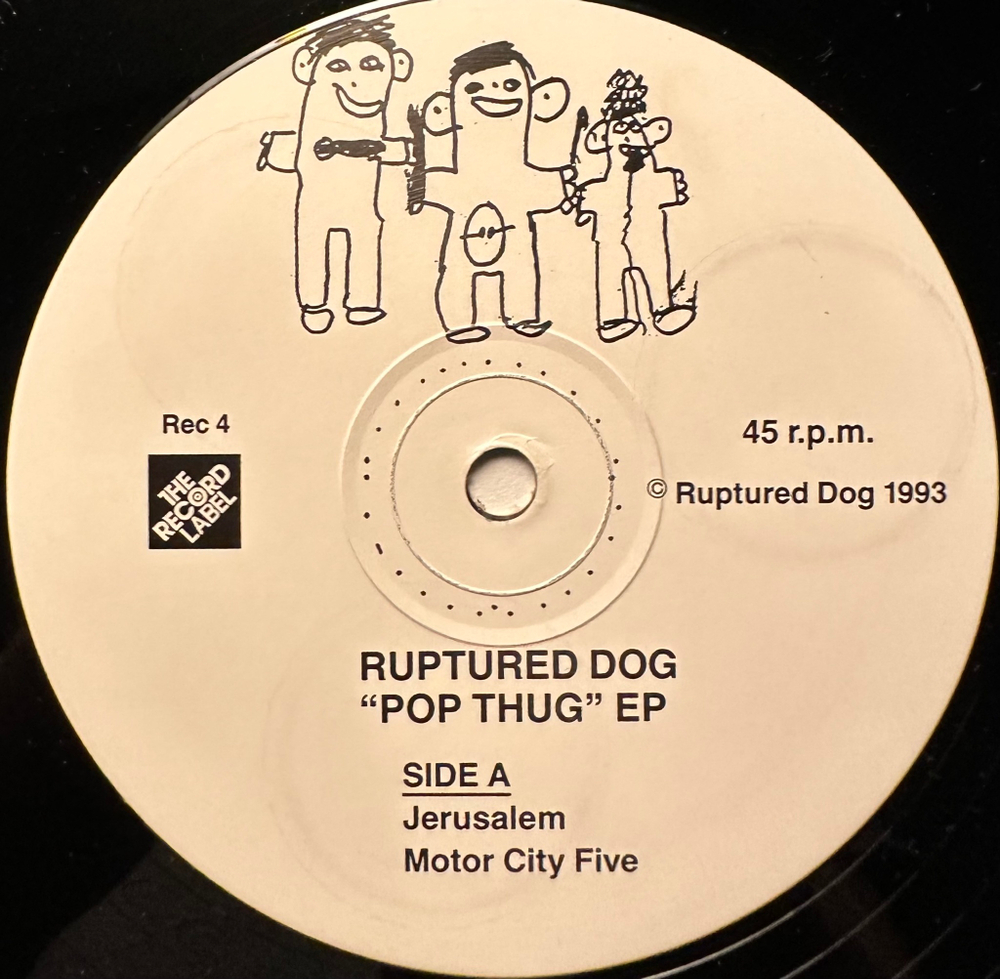 Rec 4
THE
RECORD
LABEL
45 r.p.m.
© Ruptured Dog 1993
RUPTURED DOG
“POP THUG” EP
SIDE A
Jerusalem
Motor City Five